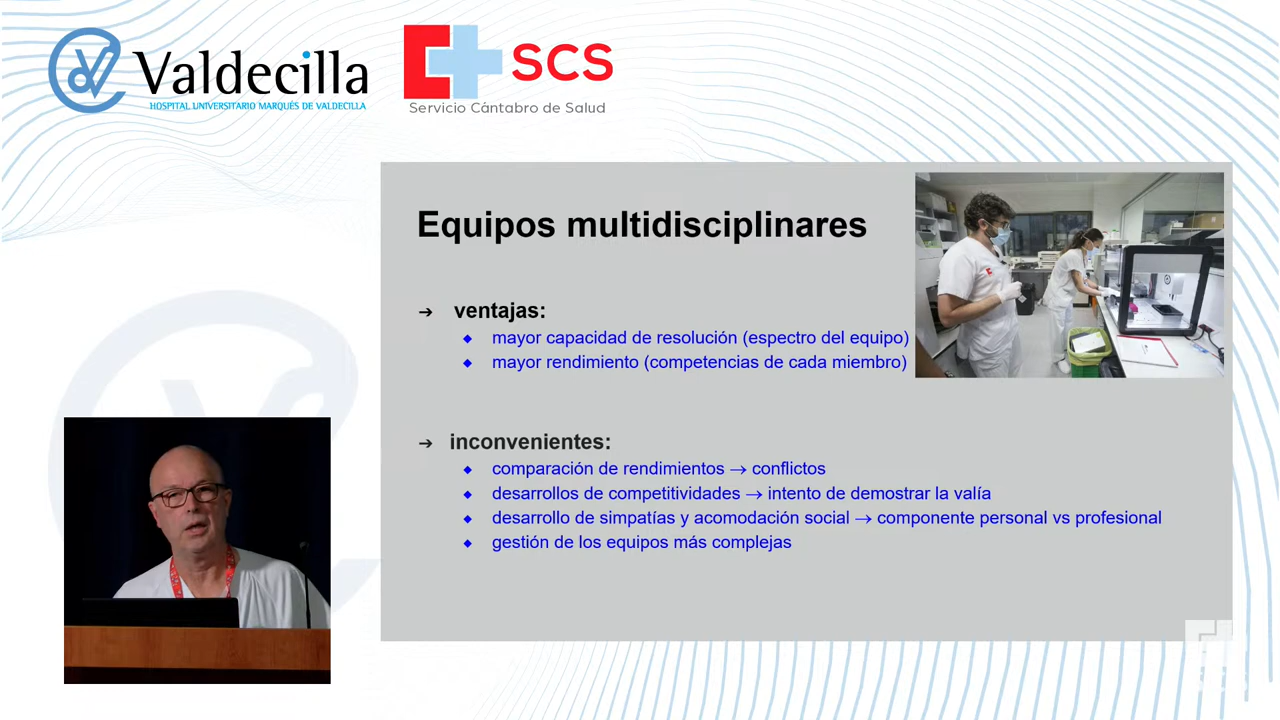 Valdecilla
HOSPITAL UNIVERSITARIO MARQUÉS DE VALDECILLA
SCS
Servicio Cántabro de Salud
Equipos multidisciplinares
➔ ventajas:
◆ mayor capacidad de resolución (espectro del equipo)
◆ mayor rendimiento (competencias de cada miembro)
➔ inconvenientes:
◆ comparación de rendimientos → conflictos
◆ desarrollos de competitividades → intento de demostrar la valía
◆ desarrollo de simpatías y acomodación social → componente personal vs profesional
◆ gestión de los equipos más complejas